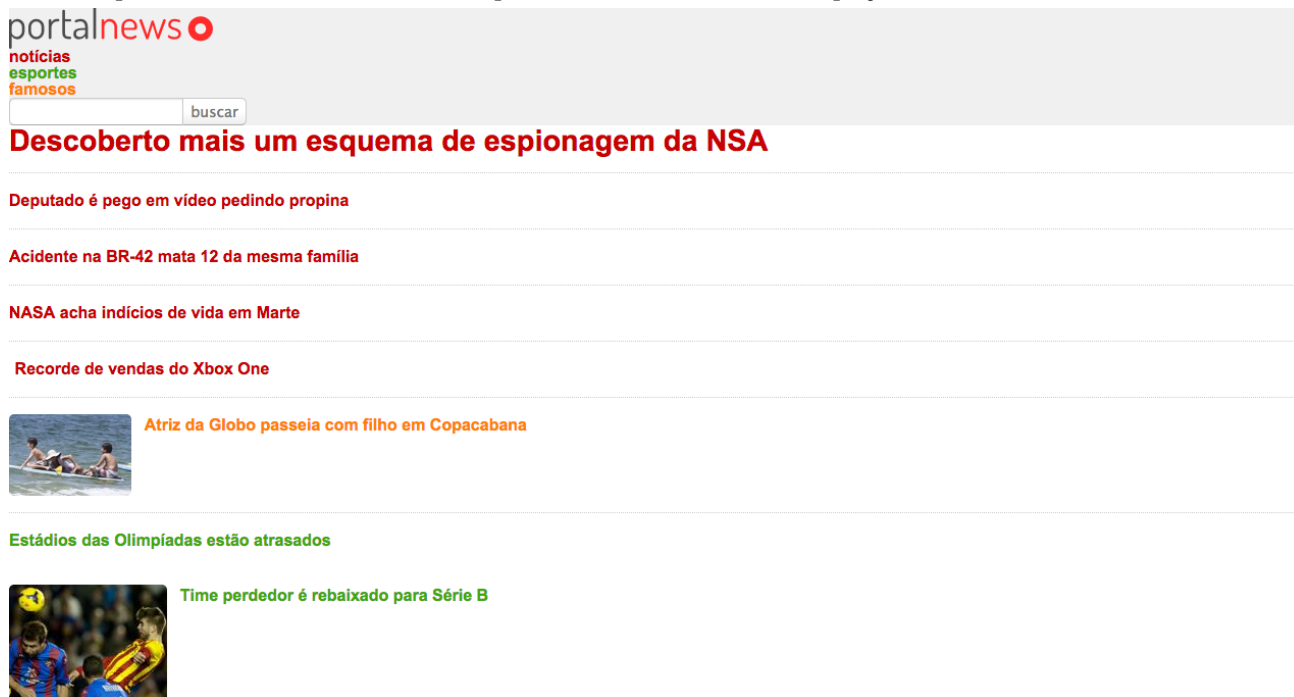 portalnews
notícias
esportes
famosos
buscar
Descoberto mais um esquema de espionagem da NSA
Deputado é pego em vídeo pedindo propina
Acidente na BR-42 mata 12 da mesma família
NASA acha indícios de vida em Marte
Recorde de vendas do Xbox One
Atriz da Globo passeia com filho em Copacabana
Estádios das Olimpíadas estão atrasados
Time perdedor é rebaixado para Série B